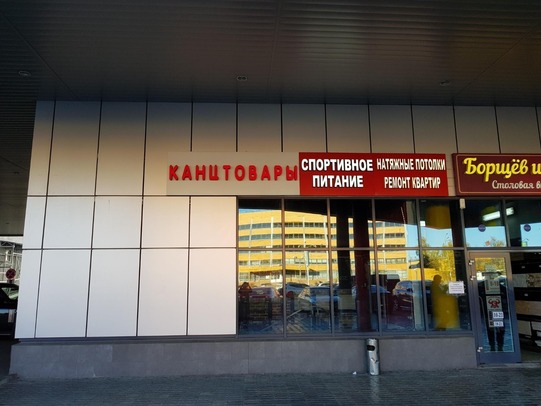 КАНЦТОВАРЫ
СПОРТИВНОЕ
ПИТАНИЕ
НАТЯЖНЫЕ ПОТОЛКИ
РЕМОНТ КВАРТИР
Борщёв и
Столовая